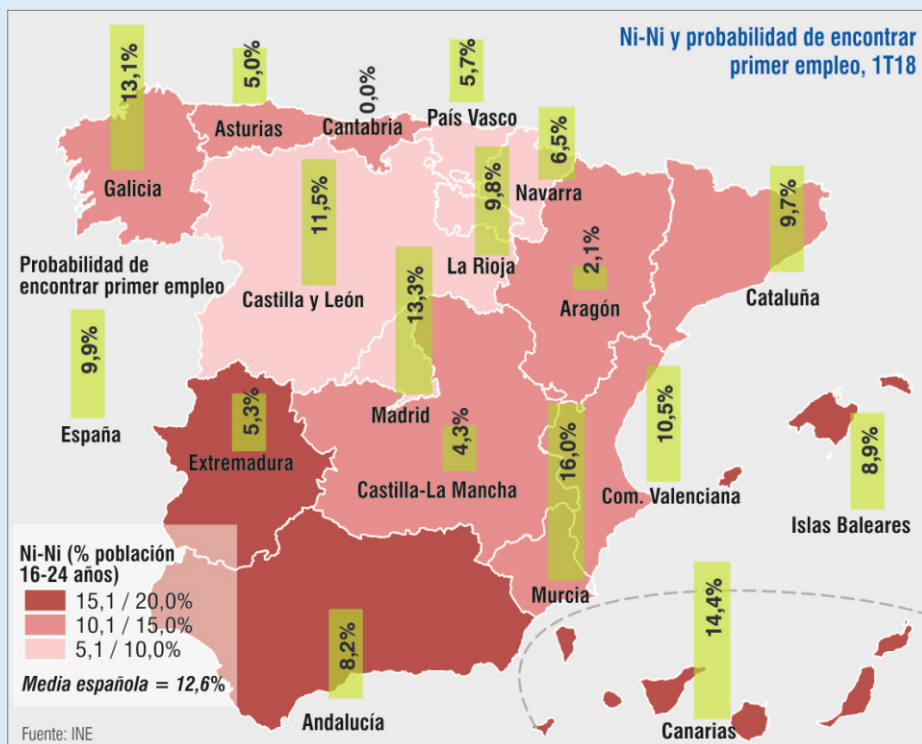 Ni-Ni y probabilidad de encontrar
primer empleo, 1T18
13,1%
Galicia
5,0%
Asturias
0,0%
Cantabria
5,7%
País Vasco
6,5%
Navarra
9,8%
La Rioja
11,5%
Castilla y León
2,1%
Aragón
9,7%
Cataluña
Probabilidad de
encontrar primer empleo
9,9%
España
13,3%
Madrid
5,3%
Extremadura
4,3%
Castilla-La Mancha
16,0%
Murcia
10,5%
Com. Valenciana
8,9%
Islas Baleares
8,2%
Andalucía
14,4%
Canarias
Ni-Ni (% población
16-24 años)
15,1 / 20,0%
10,1 / 15,0%
5,1 / 10,0%
Media española = 12,6%
Fuente: INE